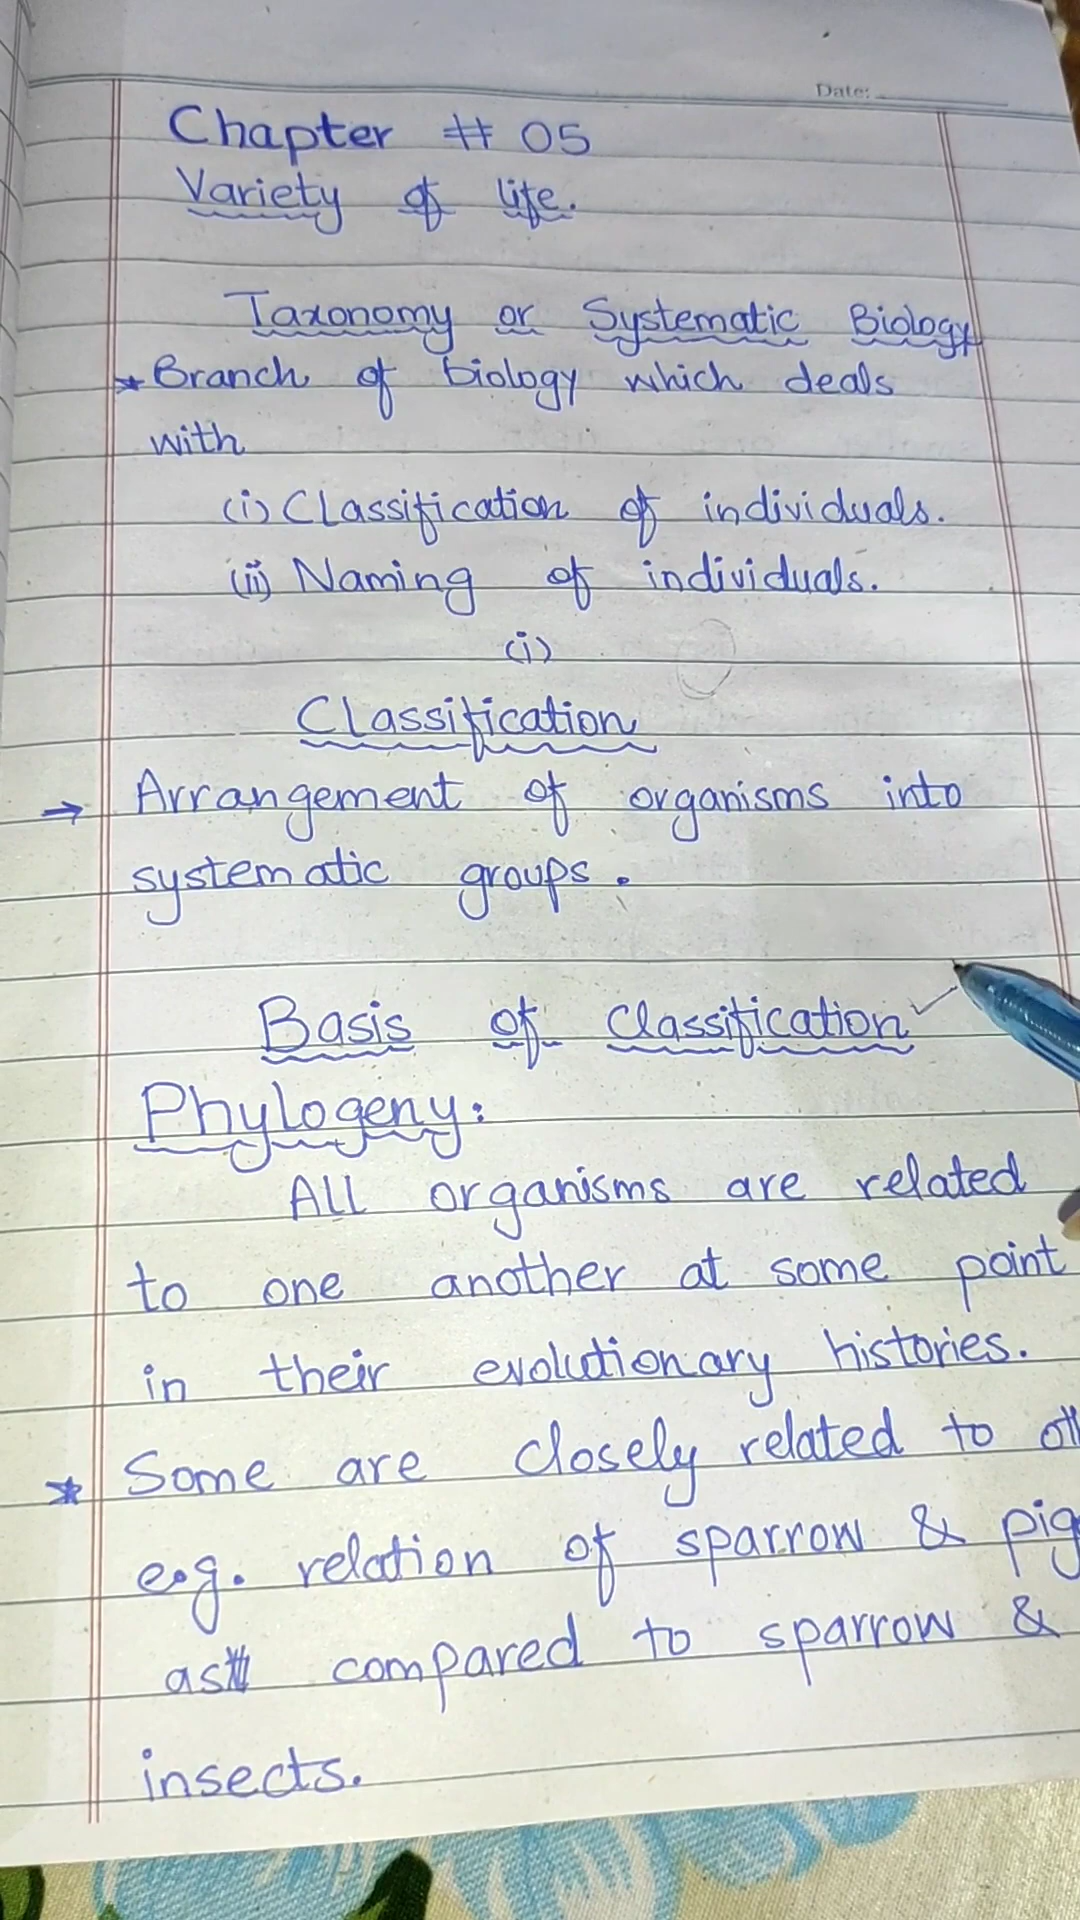 Date:
Chapter # 05
Variety of life.
Taxonomy or Systematic Biology
* Branch of biology which deals
with
(i) Classification of individuals.
(ii) Naming of individuals.
(i)
Classification
→ Arrangement of organisms into
systematic groups.
Basis of Classification ✓
Phylogeny:
All organisms are related
to one another at some point
in their evolutionary histories.
* Some are closely related to
e.g. relation of sparrow & pig
as compared to sparrow &
insects.